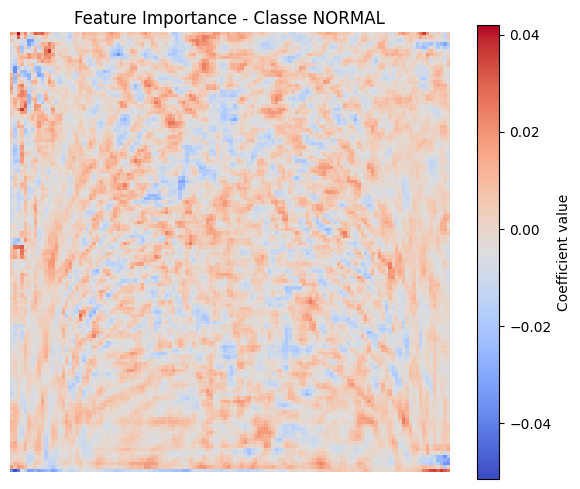 Feature Importance - Classe NORMAL
0.04
0.02
0.00
−0.02
−0.04
Coefficient value